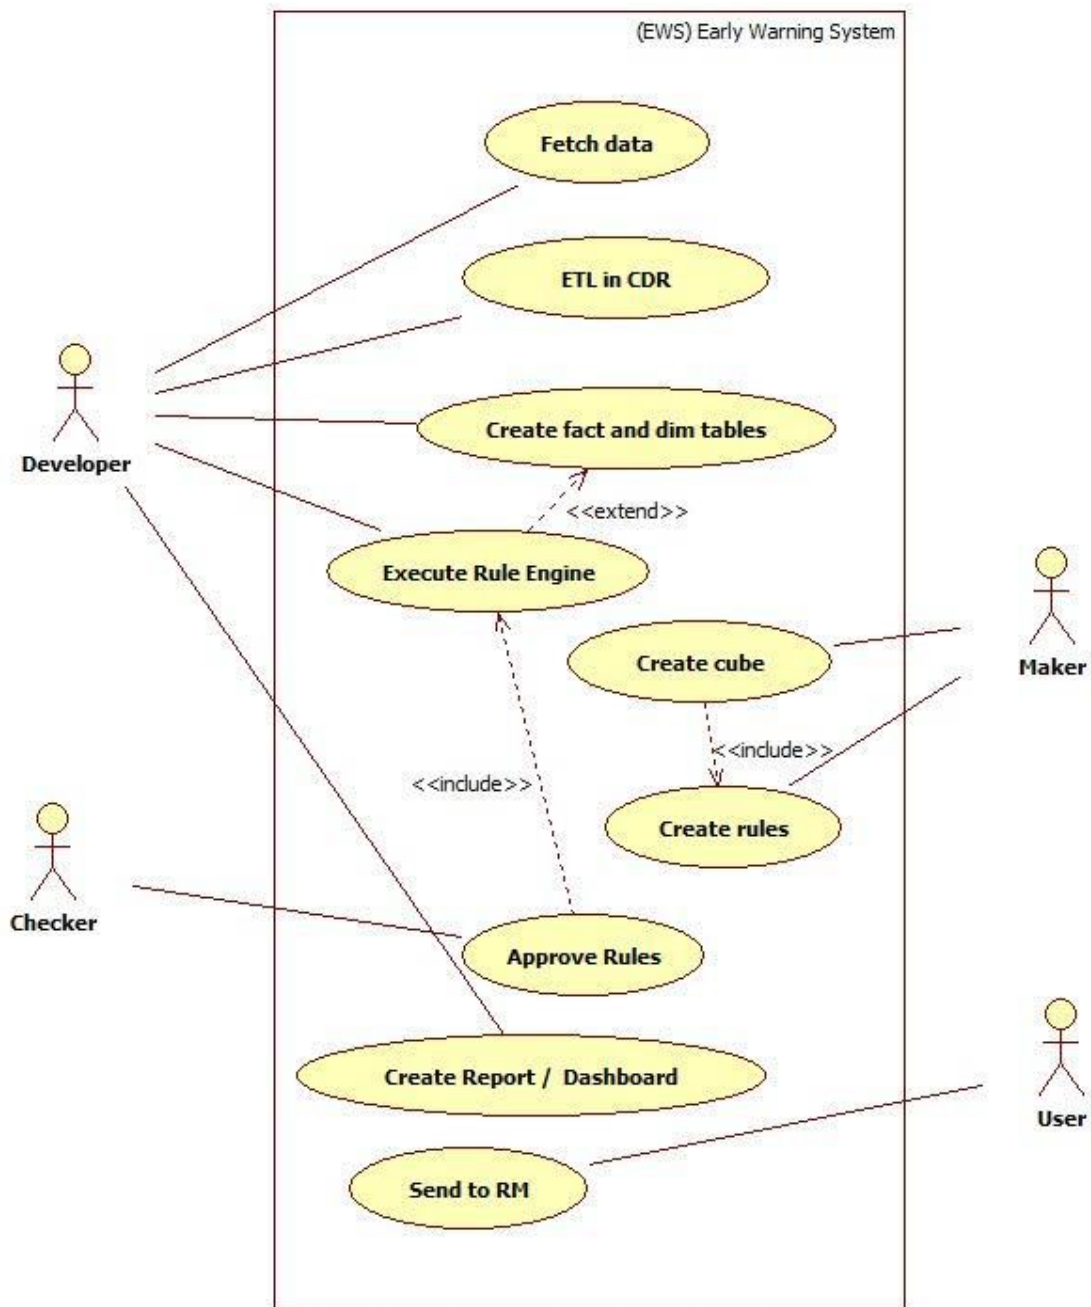 (EWS) Early Warning System
Fetch data
ETL in CDR
Create fact and dim tables
Developer
<<extend>>
Execute Rule Engine
Create cube
Maker
<<include>>
<<include>>
Create rules
Checker
Approve Rules
Create Report / Dashboard
User
Send to RM